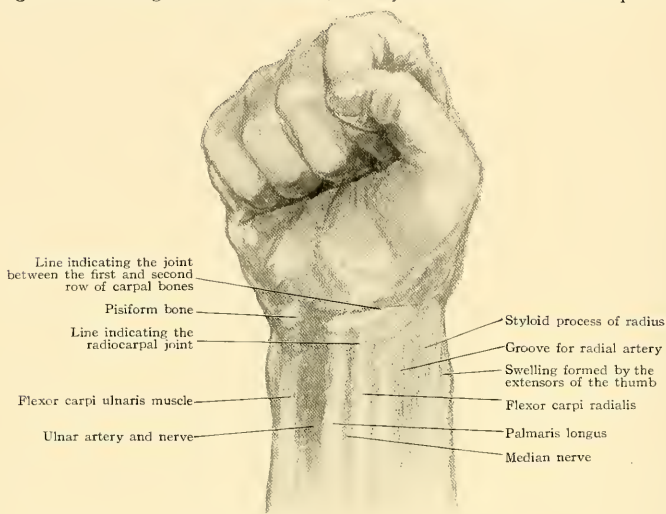 Line indicating the joint
between the first and second
row of carpal bones
Pisiform bone
Line indicating the
radiocarpal joint
Flexor carpi ulnaris muscle
Ulnar artery and nerve
Styloid process of radius
Groove for radial artery
Swelling formed by the
extensors of the thumb
Flexor carpi radialis
Palmaris longus
Median nerve